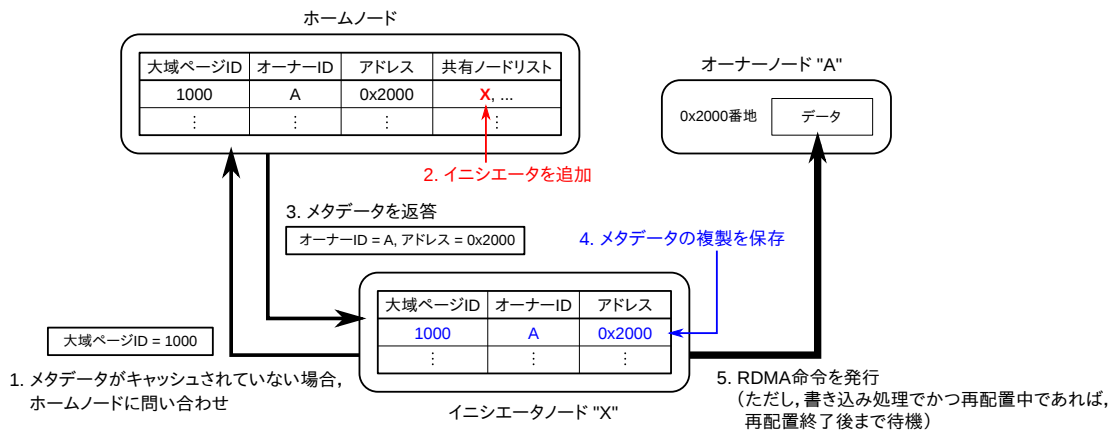 ホームノード
大域ページID オーナーID アドレス 共有ノードリスト
1000 A 0x2000 X, ...
⋮ ⋮ ⋮ ⋮
オーナーノード "A"
0x2000番地 データ
2. イニシエータを追加
3. メタデータを返答
オーナーID = A, アドレス = 0x2000
4. メタデータの複製を保存
大域ページID オーナーID アドレス
1000 A 0x2000
⋮ ⋮ ⋮
イニシエータノード "X"
大域ページID = 1000
1. メタデータがキャッシュされていない場合,
ホームノードに問い合わせ
5. RDMA命令を発行
(ただし, 書き込み処理でかつ再配置中であれば,
再配置終了後まで待機)